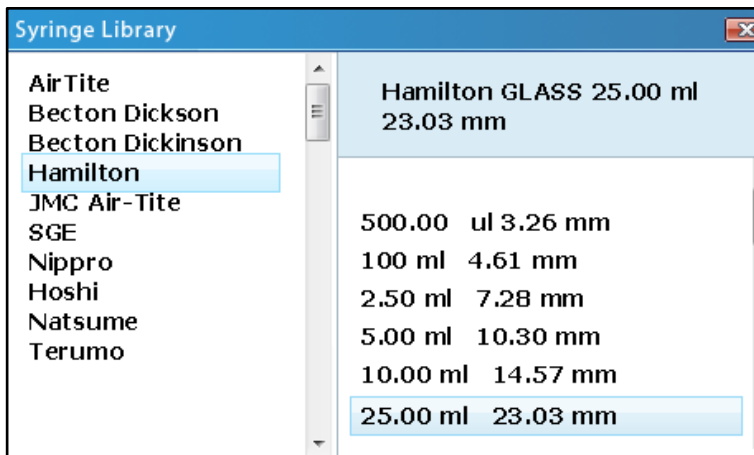 Syringe Library
AirTite
Becton Dickson
Becton Dickinson
Hamilton
JMC Air-Tite
SGE
Nippro
Hoshi
Natsume
Terumo
Hamilton GLASS 25.00 ml
23.03 mm
500.00 ul 3.26 mm
100 ml 4.61 mm
2.50 ml 7.28 mm
5.00 ml 10.30 mm
10.00 ml 14.57 mm
25.00 ml 23.03 mm